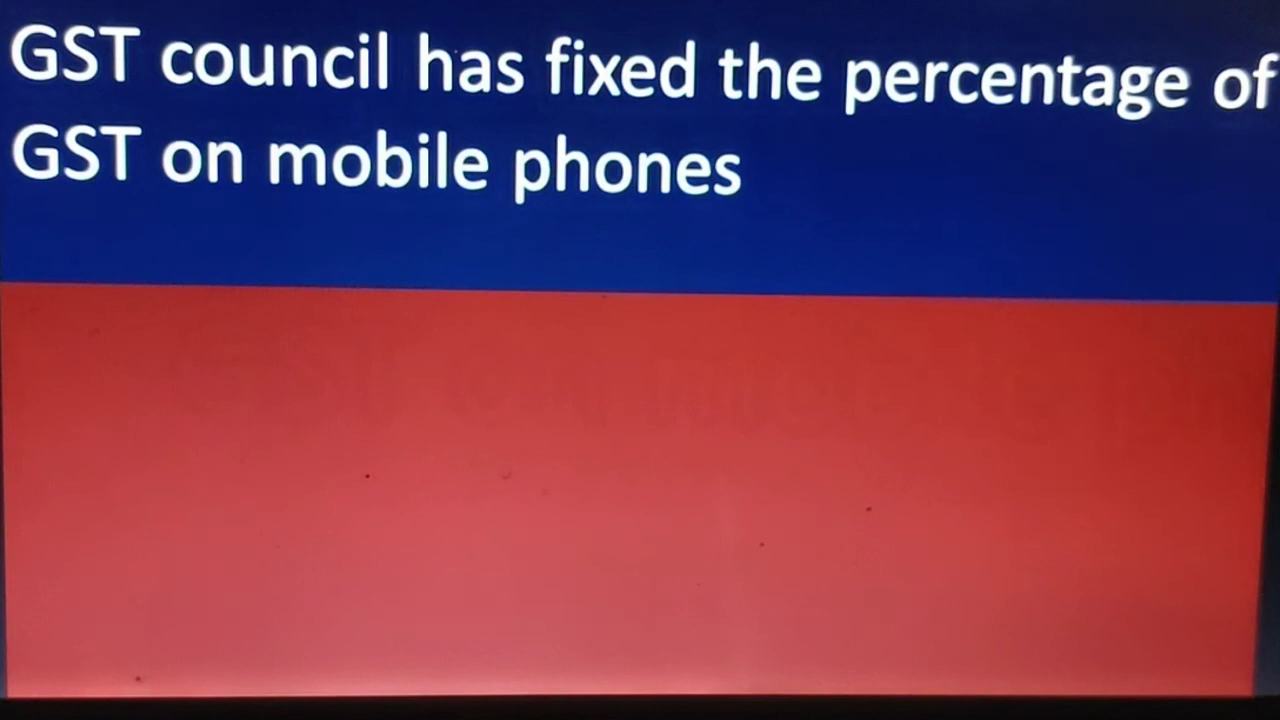 GST council has fixed the percentage of
GST on mobile phones